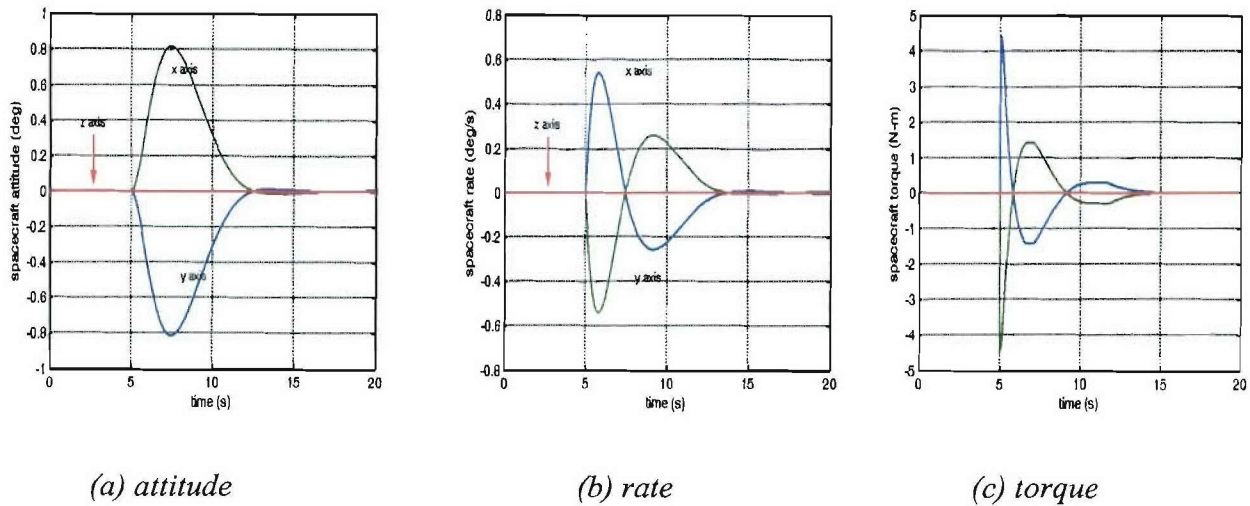 spacecraft attitude (deg)
1
0.8
0.6
0.4
0.2
0
-0.2
-0.4
-0.6
-0.8
-1
x axis
z axis
y axis
0 5 10 15 20
time (s)
(a) attitude
spacecraft rate (deg/s)
0.8
0.6
0.4
0.2
0
-0.2
-0.4
-0.6
-0.8
x axis
z axis
y axis
0 5 10 15 20
time (s)
(b) rate
spacecraft torque (N-m)
5
4
3
2
1
0
-1
-2
-3
-4
-5
0 5 10 15 20
time (s)
(c) torque